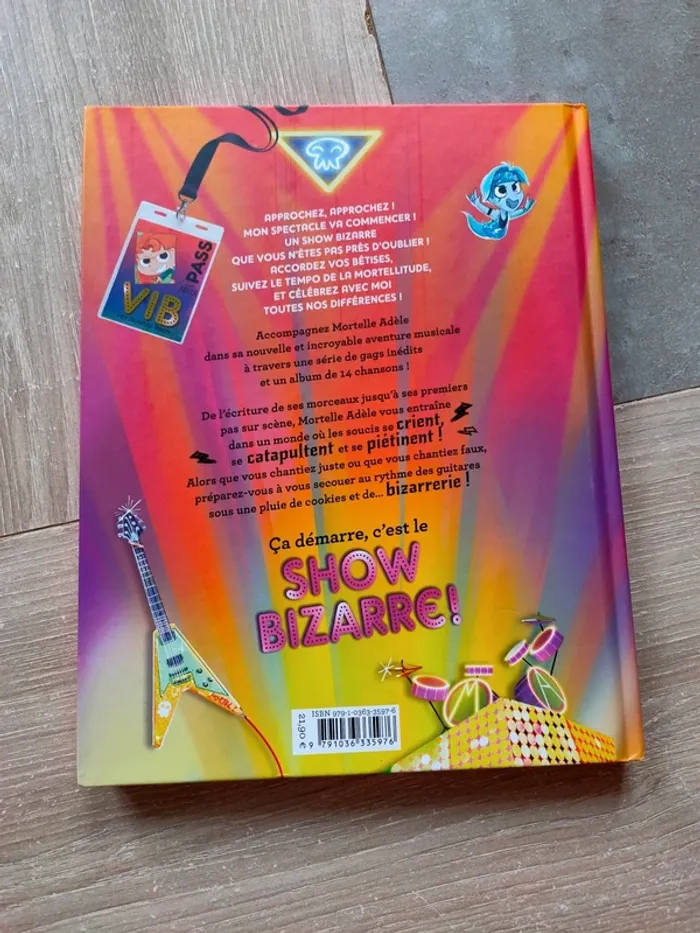 APPROCHEZ, APPROCHEZ !
MON SPECTACLE VA COMMENCER !
UN SHOW BIZARRE
QUE VOUS N'ÊTES PAS PRÈS D'OUBLIER !
ACCORDEZ VOS BÊTISES,
SUIVEZ LE TEMPO DE LA MORTELLITUDE,
ET CÉLÉBREZ AVEC MOI
TOUTES NOS DIFFÉRENCES !
PASS
VIB
Accompagnez Mortelle Adèle
dans sa nouvelle et incroyable aventure musicale
à travers une série de gags inédits
et un album de 14 chansons !
De l'écriture de ses morceaux jusqu'à ses premiers
pas sur scène, Mortelle Adèle vous entraîne
dans un monde où les soucis se crient,
se catapultent et se piétinent !
Alors que vous chantiez juste ou que vous chantiez faux,
préparez-vous à vous secouer au rythme des guitares
sous une pluie de cookies et de... bizarrerie !
Ça démarre, c'est le
SHOW
BIZARRE !
M A
ISBN 979-1-0363-3597-6
21,90 €
9 791036 335976